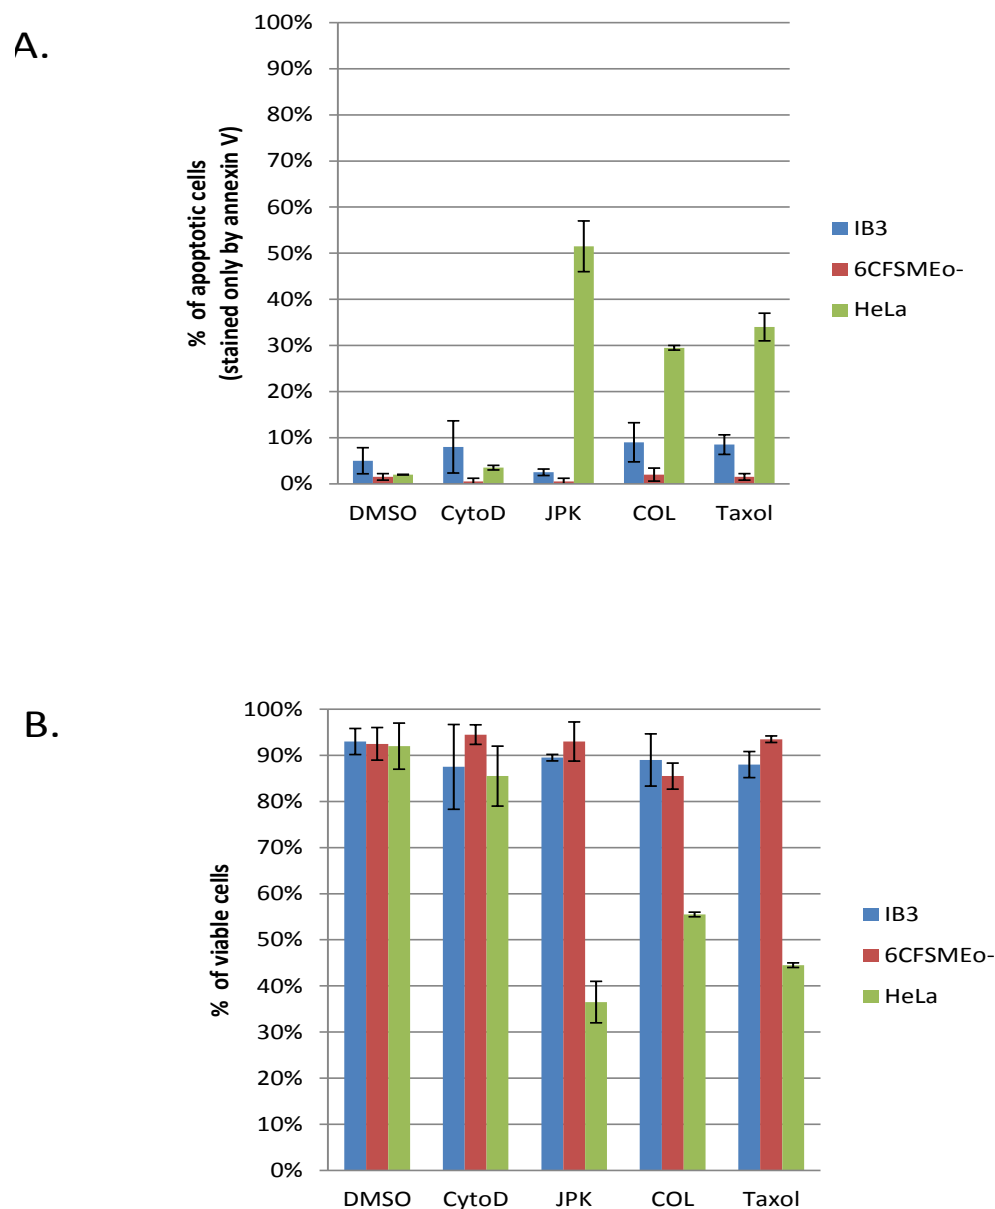 A.
100%
90%
80%
70%
60%
50%
40%
30%
20%
10%
0%
% of apoptotic cells
(stained only by annexin V)
DMSO CytoD JPK COL Taxol
IB3
6CFSMEo-
HeLa
B.
100%
90%
80%
70%
60%
50%
40%
30%
20%
10%
0%
% of viable cells
DMSO CytoD JPK COL Taxol
IB3
6CFSMEo-
HeLa